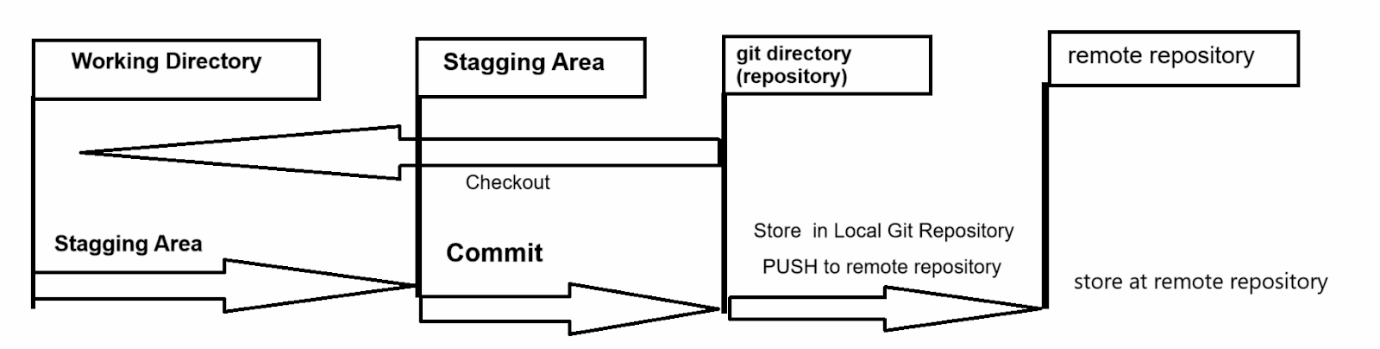 Working Directory
Stagging Area
git directory
(repository)
remote repository
Checkout
Stagging Area
Commit
Store in Local Git Repository
PUSH to remote repository
store at remote repository